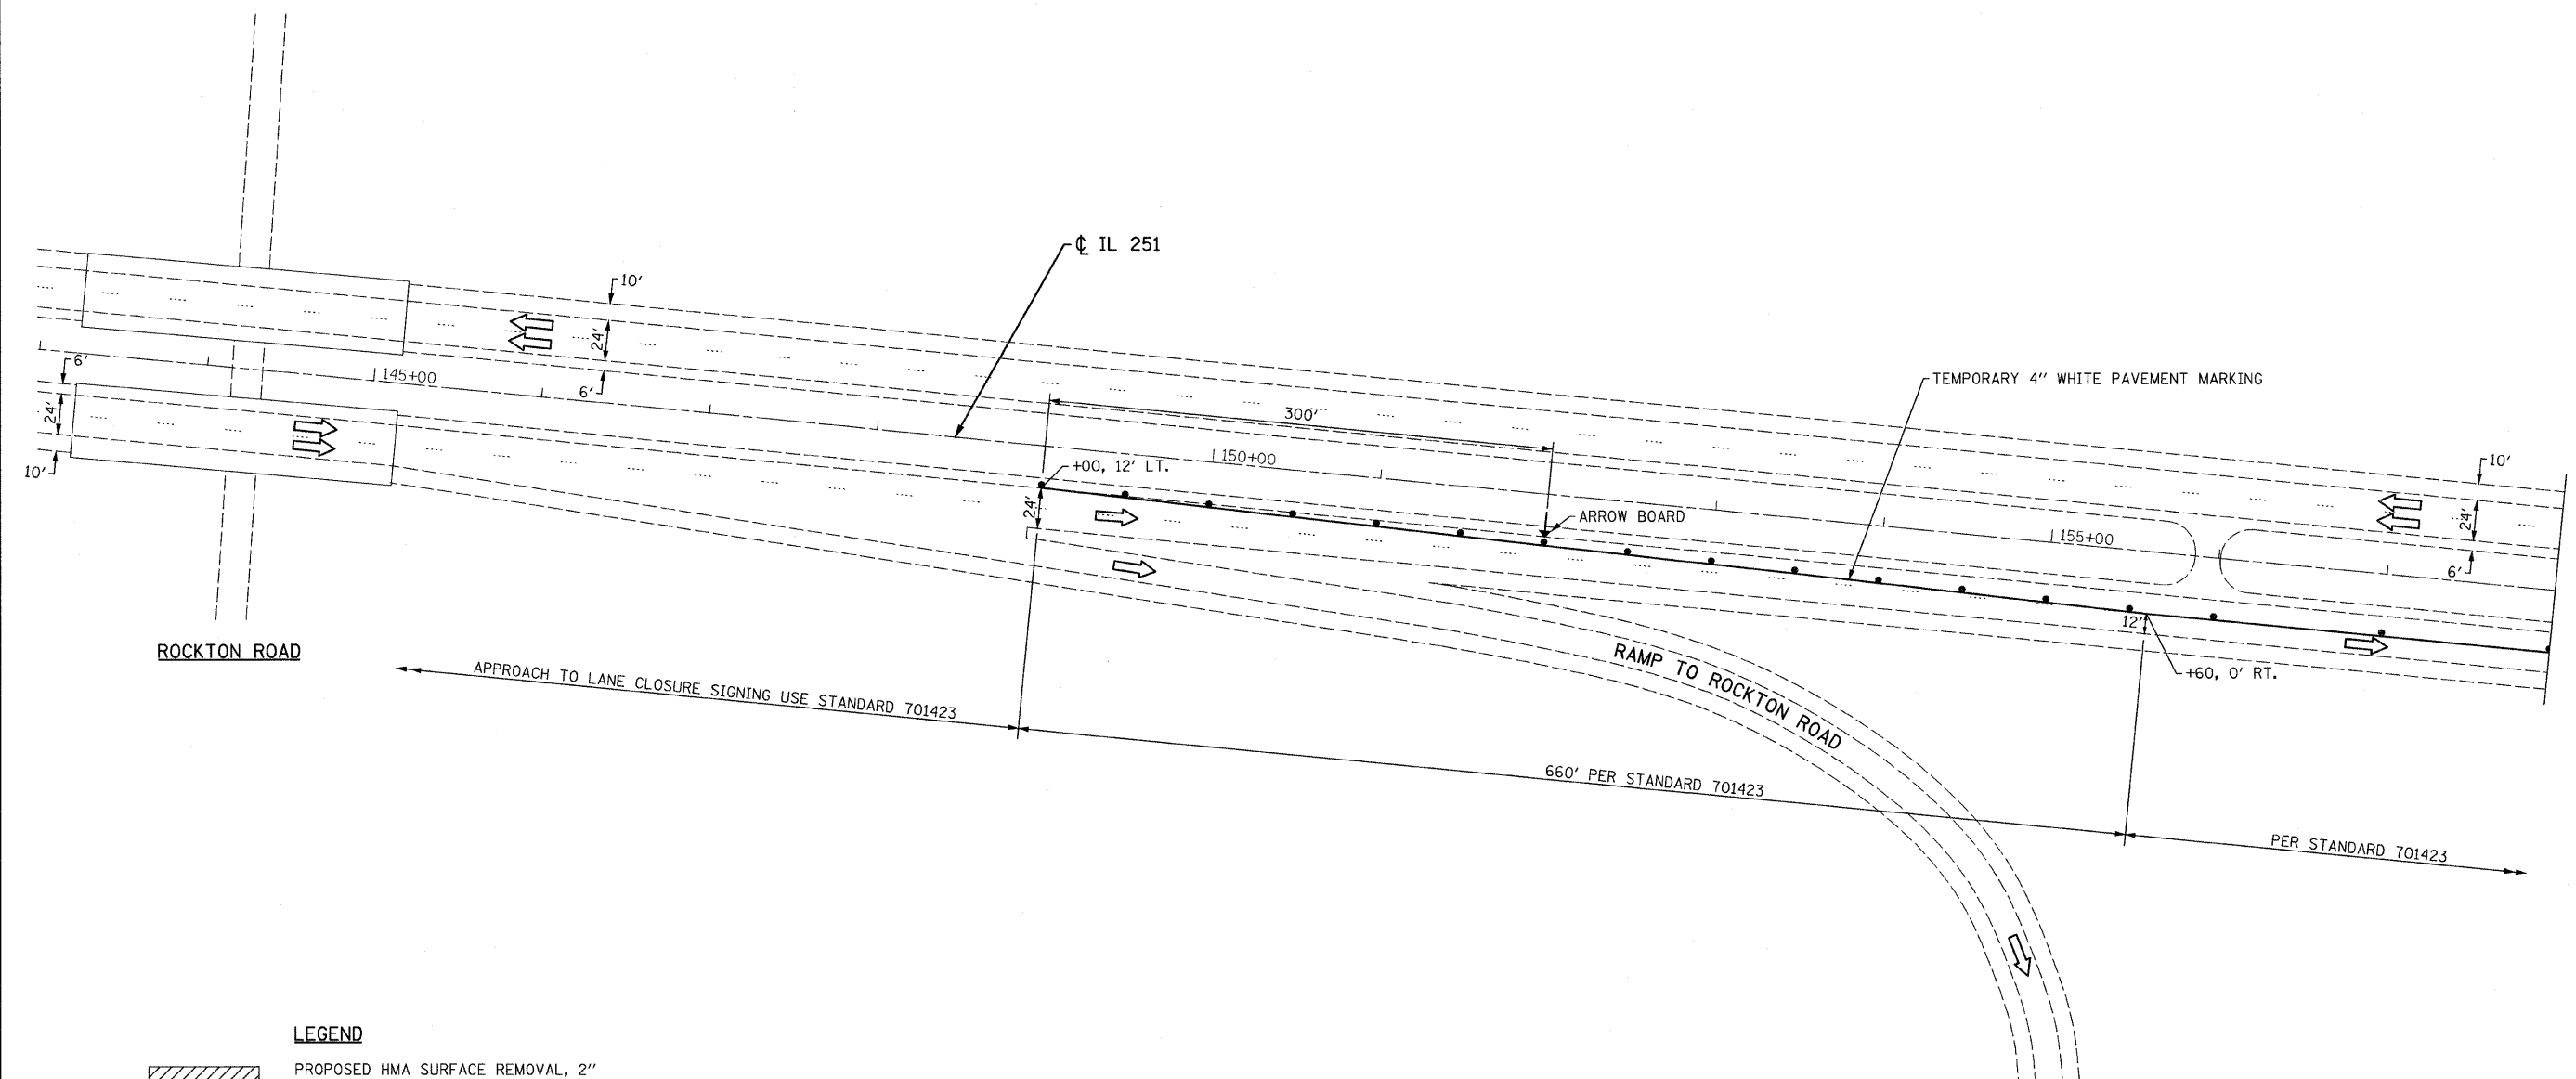 ℄ IL 251
10'
24'
6'
6'
24'
10'
145+00
TEMPORARY 4" WHITE PAVEMENT MARKING
300'
+00, 12' LT.
150+00
24'
ARROW BOARD
10'
24'
6'
155+00
12'
+60, 0' RT.
ROCKTON ROAD
RAMP TO ROCKTON ROAD
APPROACH TO LANE CLOSURE SIGNING USE STANDARD 701423
660' PER STANDARD 701423
PER STANDARD 701423
LEGEND
PROPOSED HMA SURFACE REMOVAL, 2"